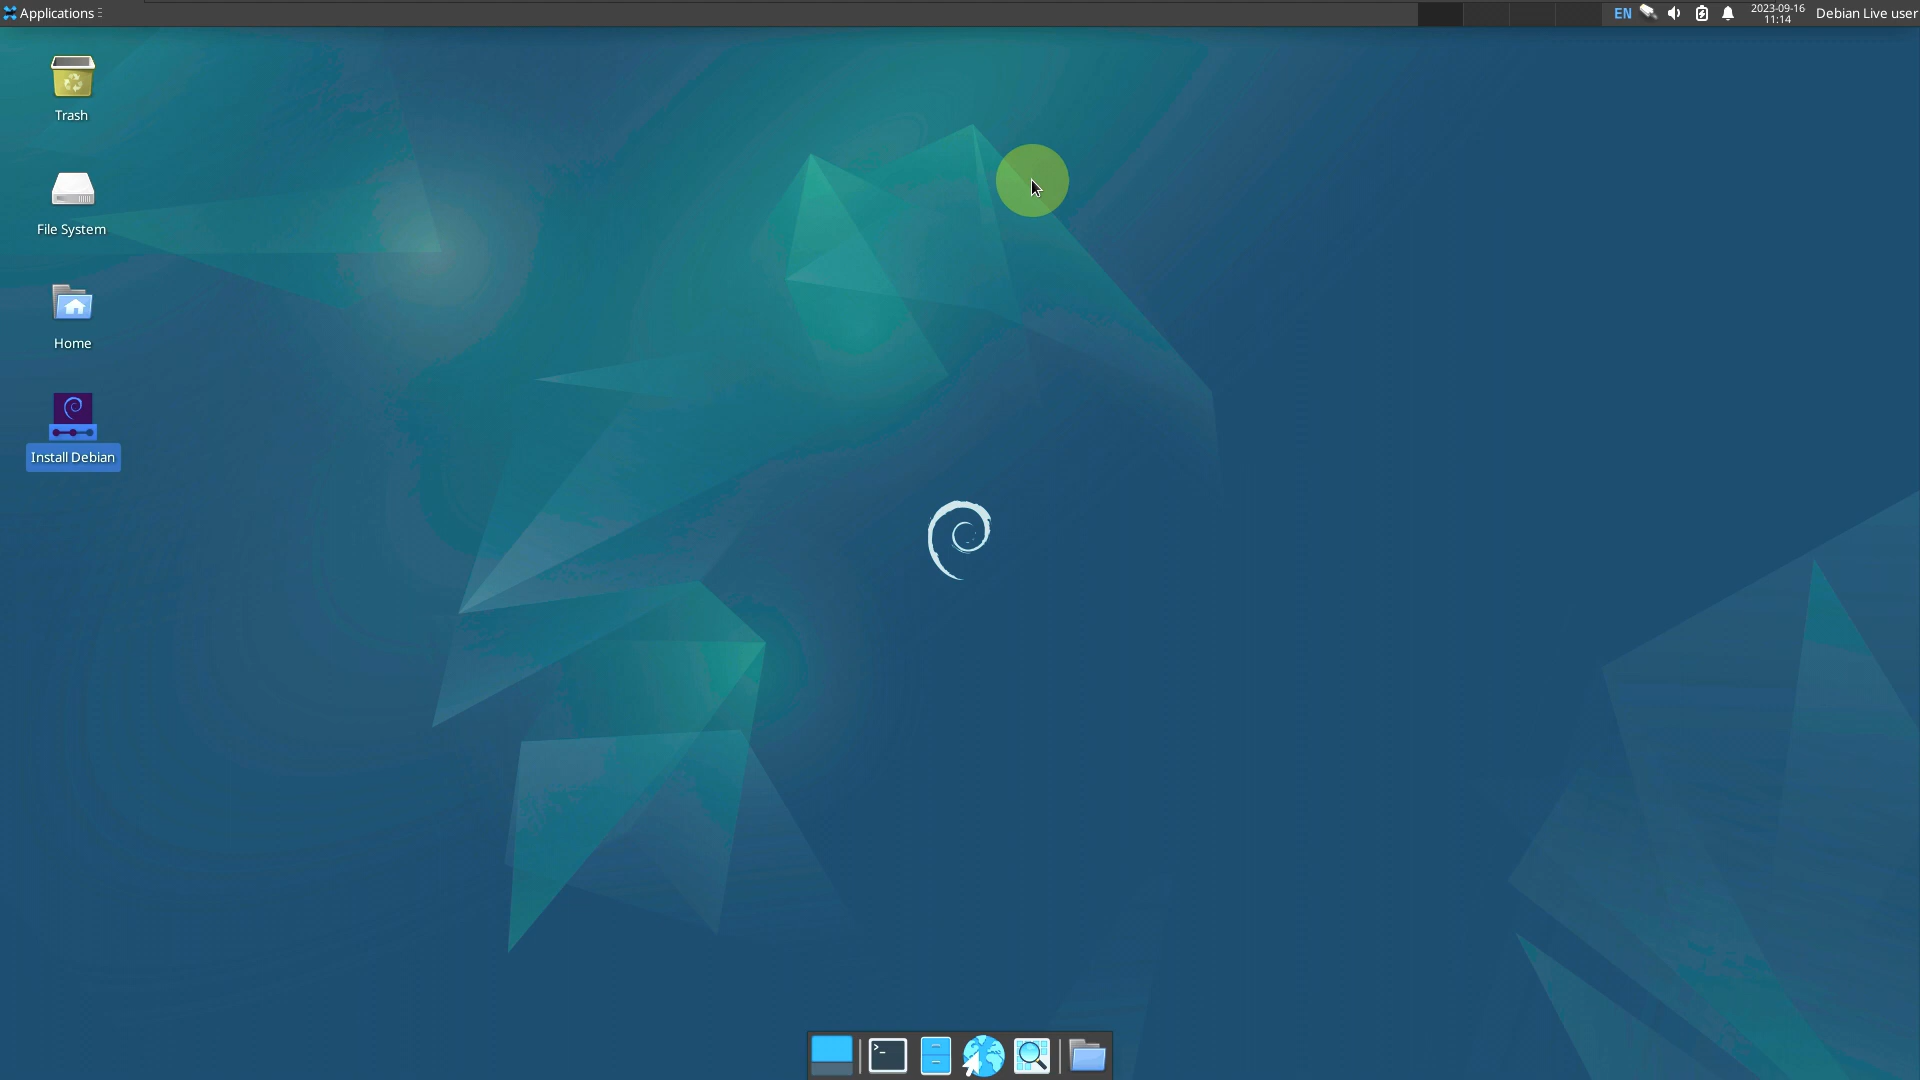 Applications
EN
2023-09-16
11:14
Debian Live user
Trash
File System
Home
Install Debian